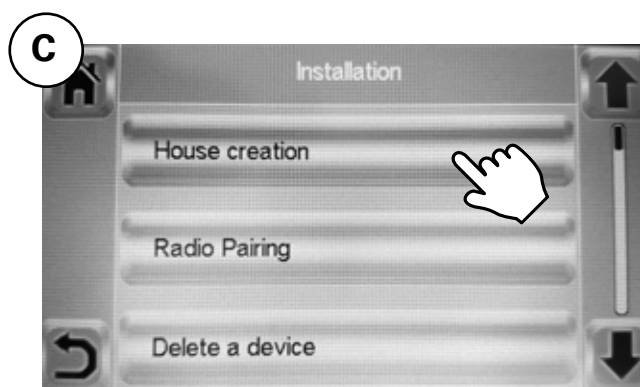 C
Installation
House creation
Radio Pairing
Delete a device